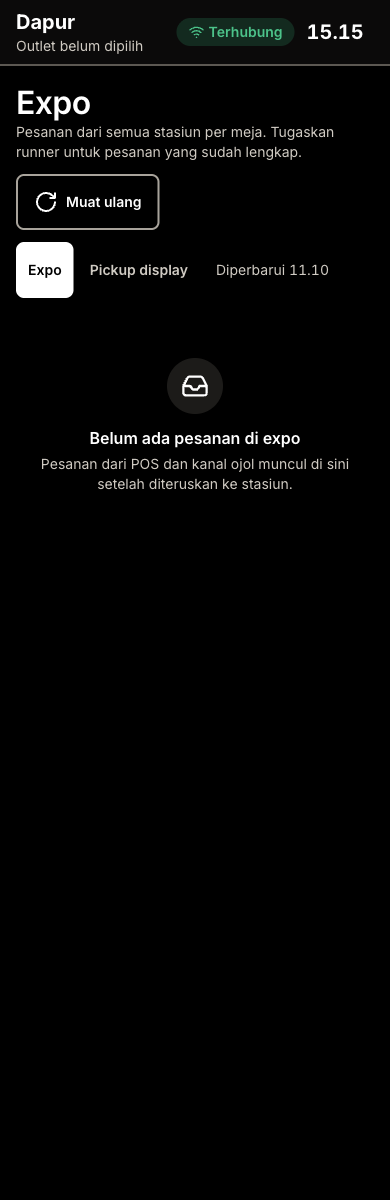 Dapur
Outlet belum dipilih
Terhubung
15.15
Expo
Pesanan dari semua stasiun per meja. Tugaskan
runner untuk pesanan yang sudah lengkap.
Muat ulang
Expo
Pickup display
Diperbarui 11.10
Belum ada pesanan di expo
Pesanan dari POS dan kanal ojol muncul di sini
setelah diteruskan ke stasiun.